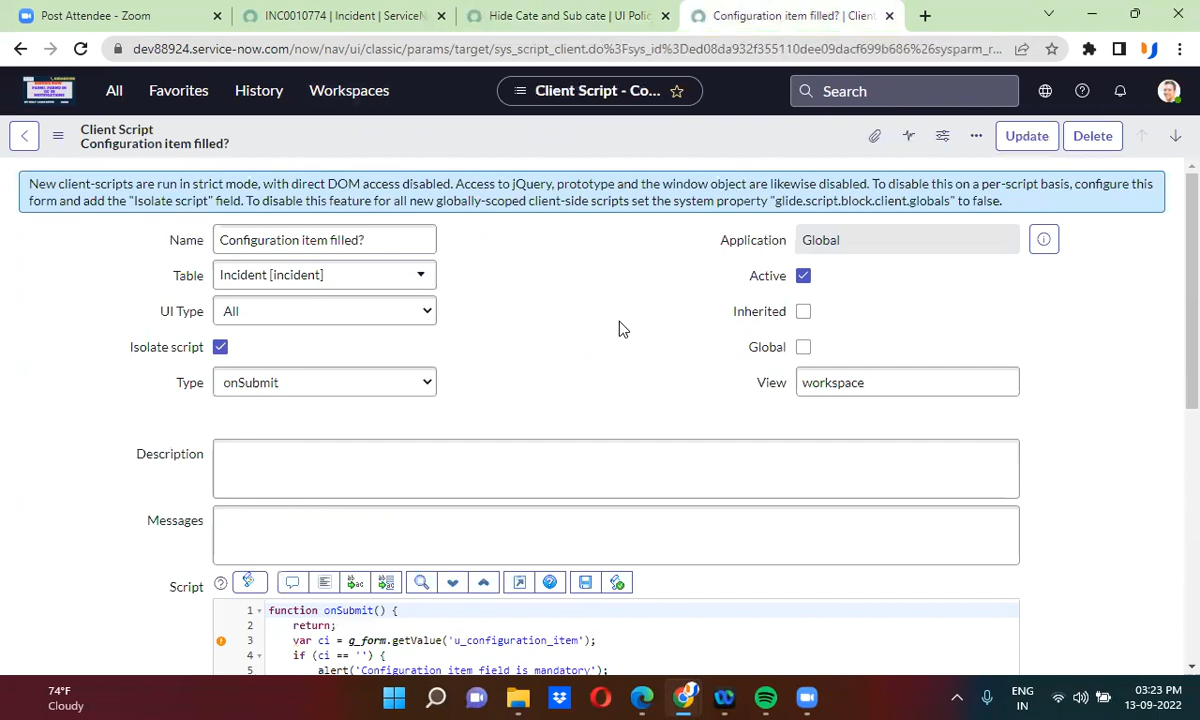 Post Attendee - Zoom
INC0010774 | Incident | ServiceN
Hide Cate and Sub cate | UI Polic
Configuration item filled? | Client
dev88924.service-now.com/now/nav/ui/classic/params/target/sys_script_client.do%3Fsys_id%3Ded08da932f355110dee09dacf699b686%26sysparm_r...
All
Favorites
History
Workspaces
Client Script - Co...
Search
Client Script
Configuration item filled?
Update
Delete
New client-scripts are run in strict mode, with direct DOM access disabled. Access to jQuery, prototype and the window object are likewise disabled. To disable this on a per-script basis, configure this
form and add the "Isolate script" field. To disable this feature for all new globally-scoped client-side scripts set the system property "glide.script.block.client.globals" to false.
Name Configuration item filled?
Application Global
Table Incident [incident]
Active
UI Type All
Inherited
Isolate script
Global
Type onSubmit
View workspace
Description
Messages
Script
1 function onSubmit() {
2 return;
3 var ci = g_form.getValue('u_configuration_item');
4 if (ci == '') {
5 alert('Configuration item field is mandatory');
74°F
Cloudy
ENG
IN
03:23 PM
13-09-2022